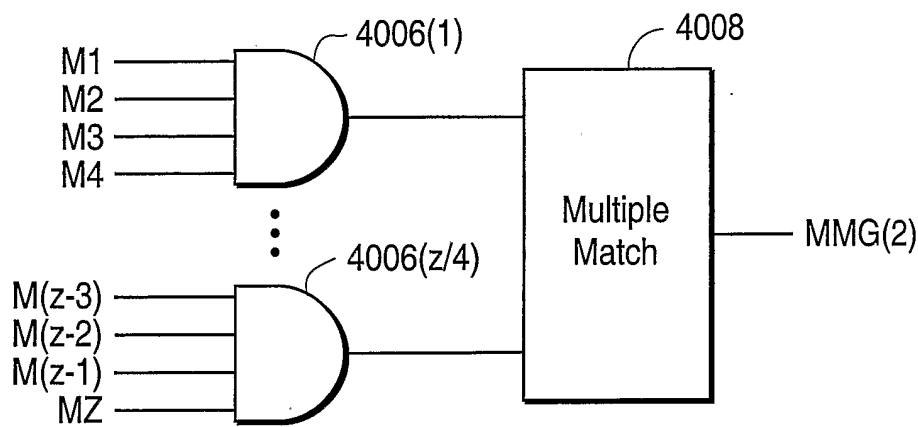 4006(1)
4008
M1
M2
M3
M4
Multiple
Match
MMG(2)
4006(z/4)
M(z-3)
M(z-2)
M(z-1)
MZ